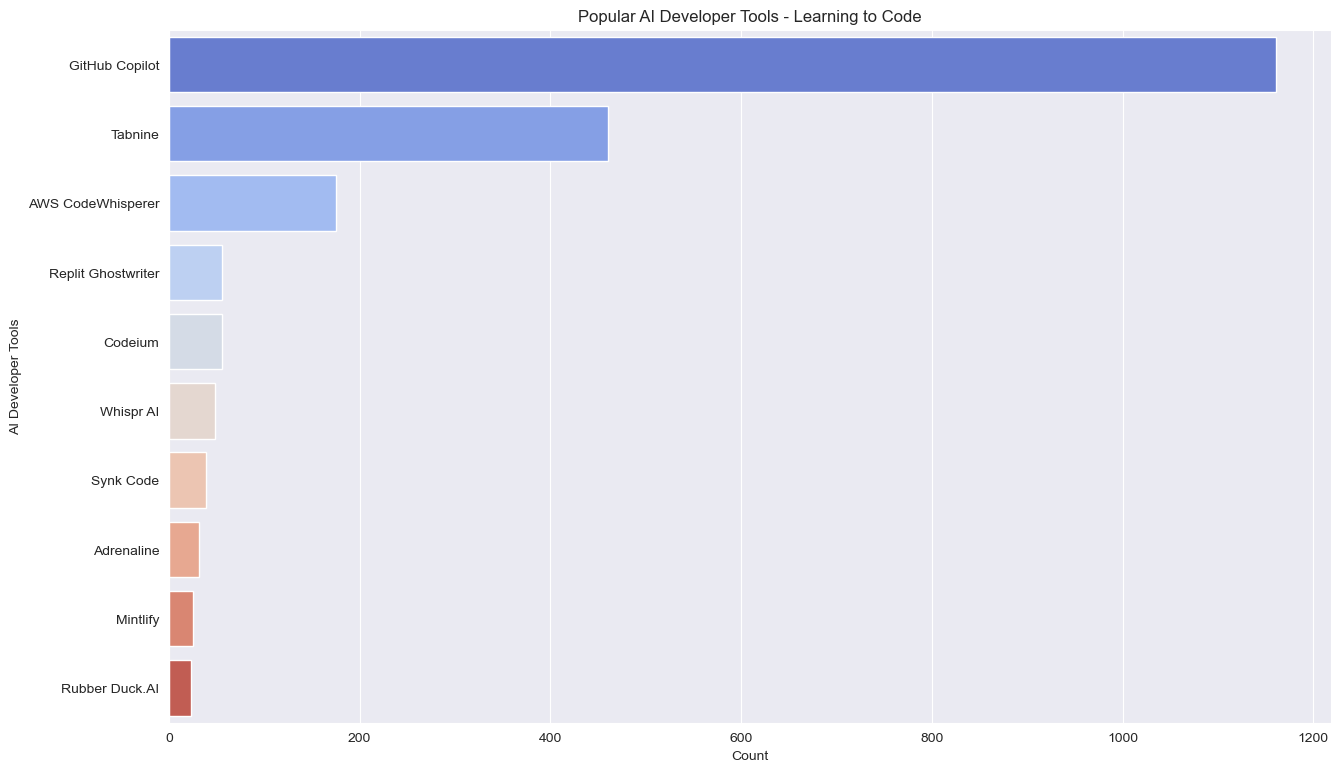 Popular AI Developer Tools - Learning to Code
GitHub Copilot
Tabnine
AWS CodeWhisperer
Replit Ghostwriter
Codeium
Whispr AI
Synk Code
Adrenaline
Mintlify
Rubber Duck.AI
AI Developer Tools
0 200 400 600 800 1000 1200
Count